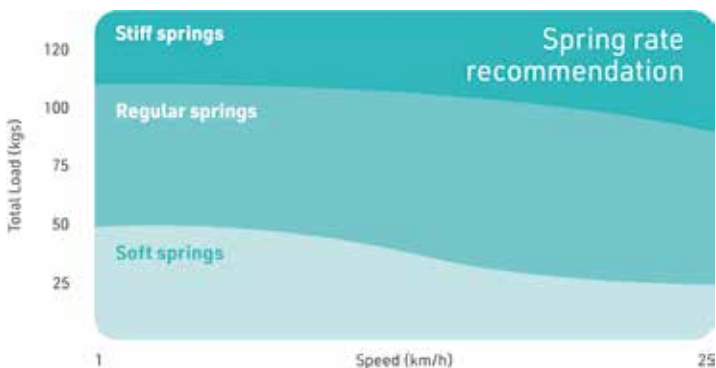 Spring rate
recommendation
Stiff springs
Regular springs
Soft springs
Total Load (kgs)
120
100
75
50
25
1
Speed (km/h)
25